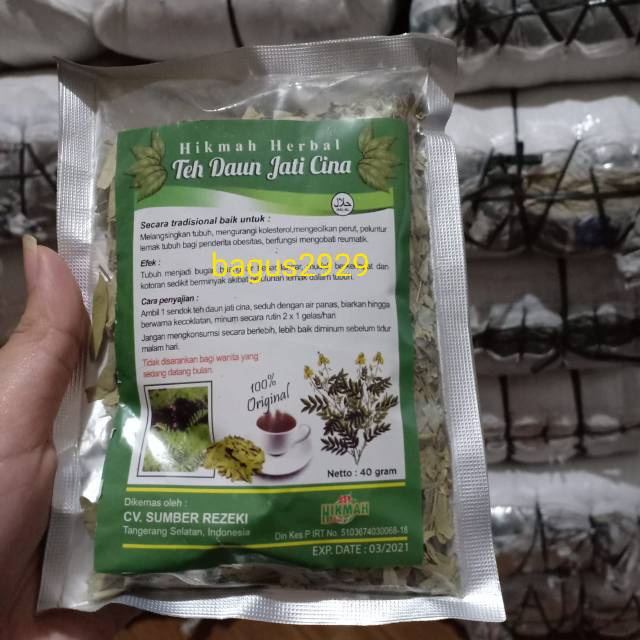 Hikmah Herbal
Teh Daun Jati Cina
Secara tradisional baik untuk :
Melangsingkan tubuh, mengurangi kolesterol,mengecilkan perut, peluntur
lemak tubuh bagi penderita obesitas, berfungsi mengobati reumatik.
Efek :
Tubuh menjadi bugar
bagus2929
kotoran sedikit berminyak akibat lemak dalam tubuh.
Cara penyajian :
Ambil 1 sendok teh daun jati cina, seduh dengan air panas, biarkan hingga
berwarna kecoklatan, minum secara rutin 2 x 1 gelas/hari
Jangan mengkonsumsi secara berlebih, lebih baik diminum sebelum tidur
malam hari.
Tidak disarankan bagi wanita yang
sedang datang bulan.
100%
Original
Netto : 40 gram
Dikemas oleh :
CV. SUMBER REZEKI
Tangerang Selatan, Indonesia
HIKMAH
Din Kes P IRT No. 5103674030068-18
EXP. DATE : 03/2021